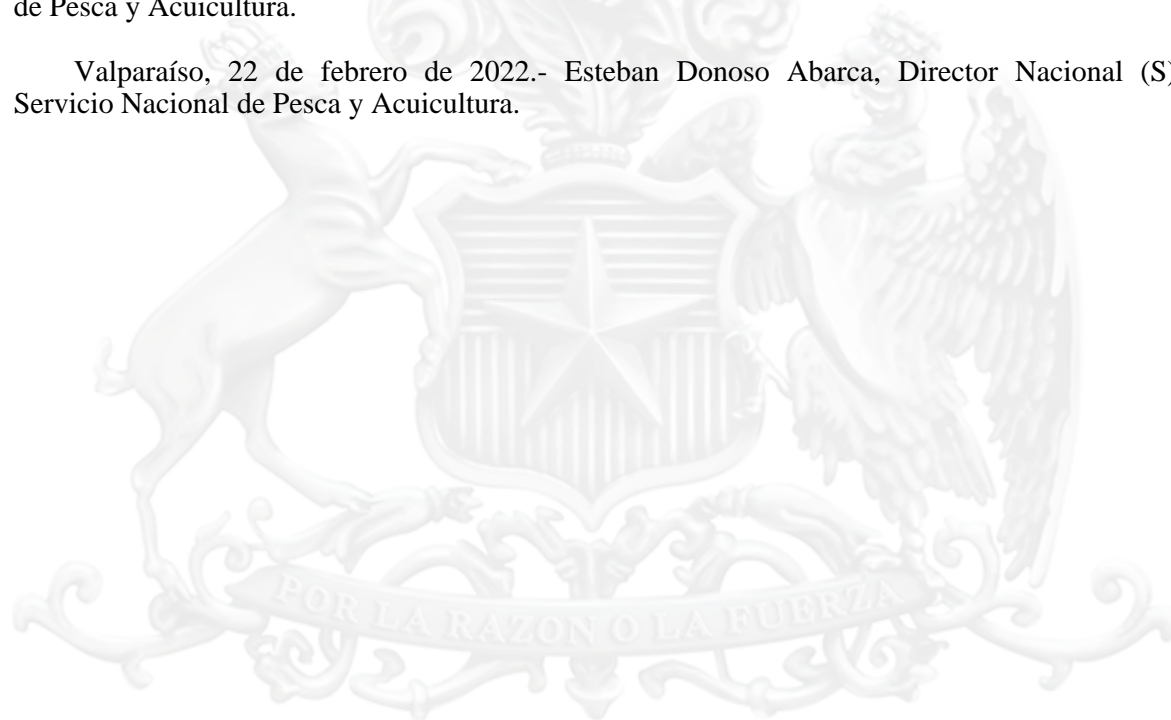 de Pesca y Acuicultura.
Valparaíso, 22 de febrero de 2022.- Esteban Donoso Abarca, Director Nacional (S)
Servicio Nacional de Pesca y Acuicultura.
POR LA RAZON O LA FUERZA